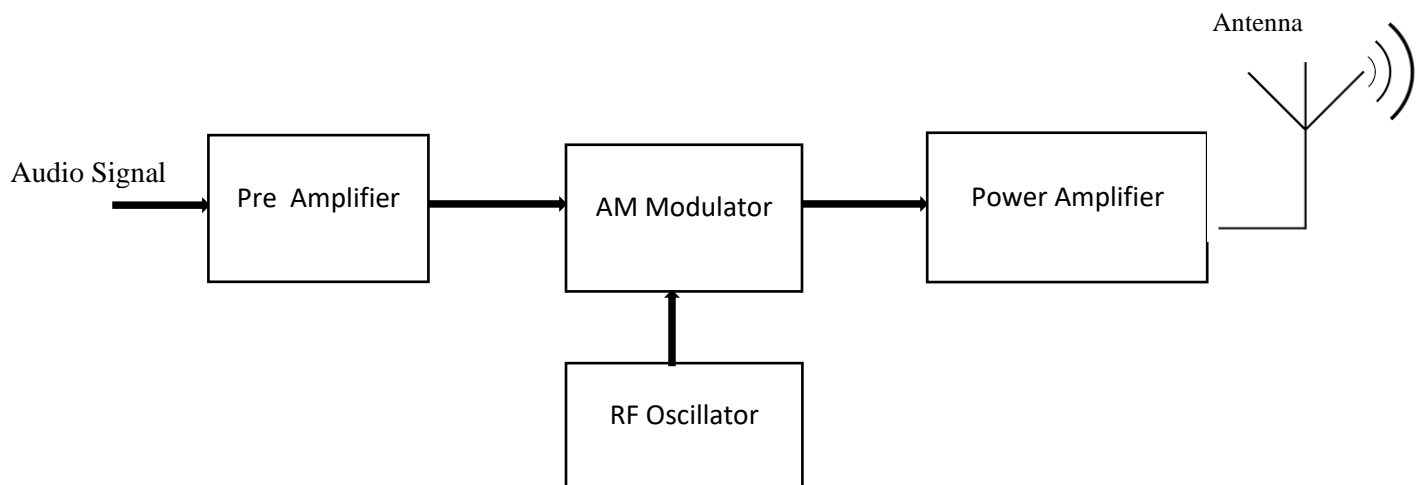 Antenna
Audio Signal
Pre  Amplifier
AM Modulator
Power Amplifier
RF Oscillator